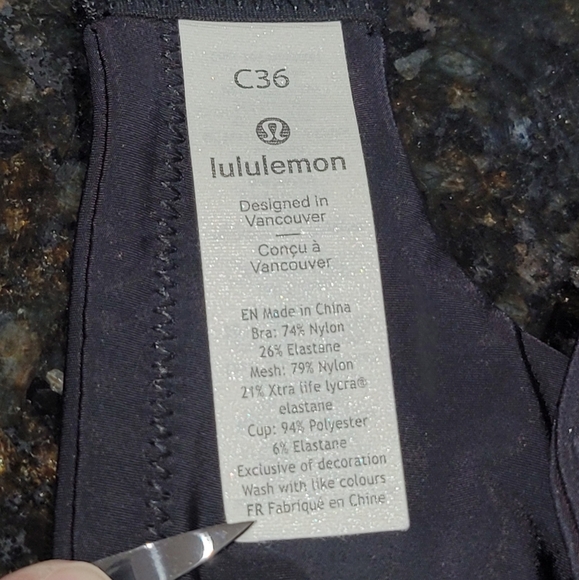 C36
lululemon
Designed in
Vancouver
Conçu à
Vancouver
EN Made in China
Bra: 74% Nylon
26% Elastane
Mesh: 79% Nylon
21% Xtra life lycra®
elastane
Cup: 94% Polyester
6% Elastane
Exclusive of decoration
Wash with like colours
FR Fabriqué en Chine